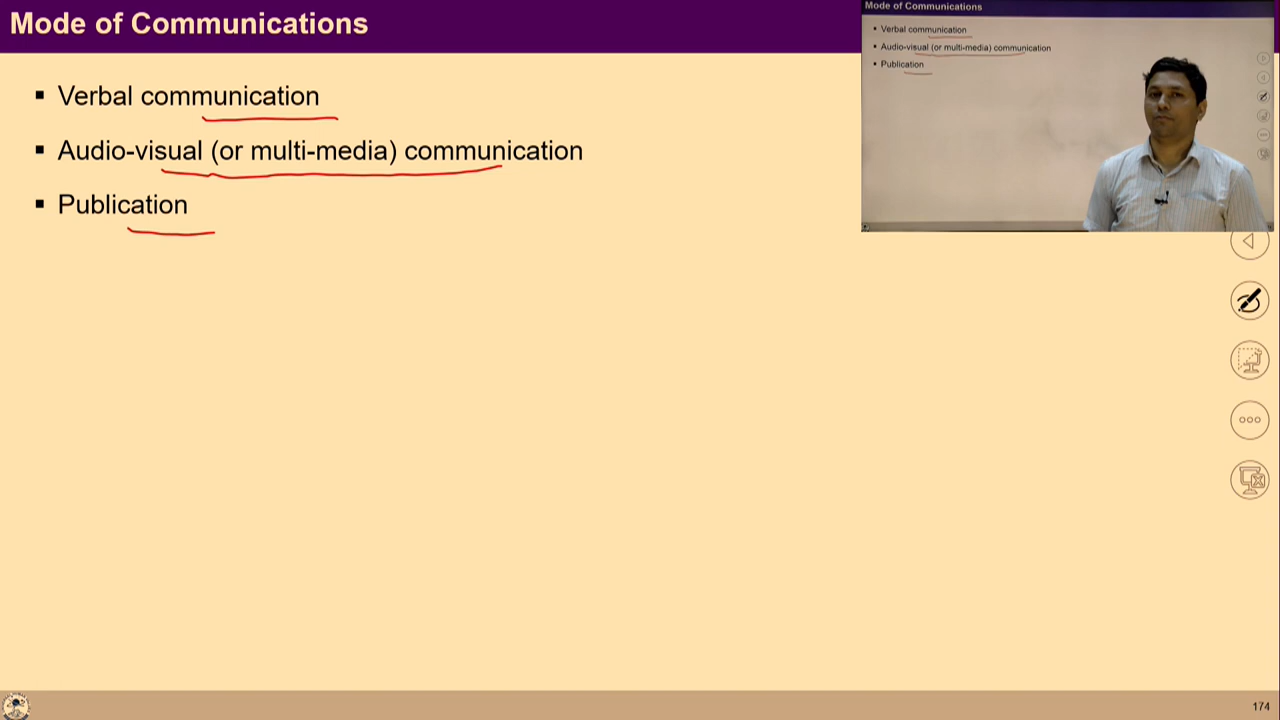 Mode of Communications
▪ Verbal communication
▪ Audio-visual (or multi-media) communication
▪ Publication
Mode of Communications
▪ Verbal communication
▪ Audio-visual (or multi-media) communication
▪ Publication
174